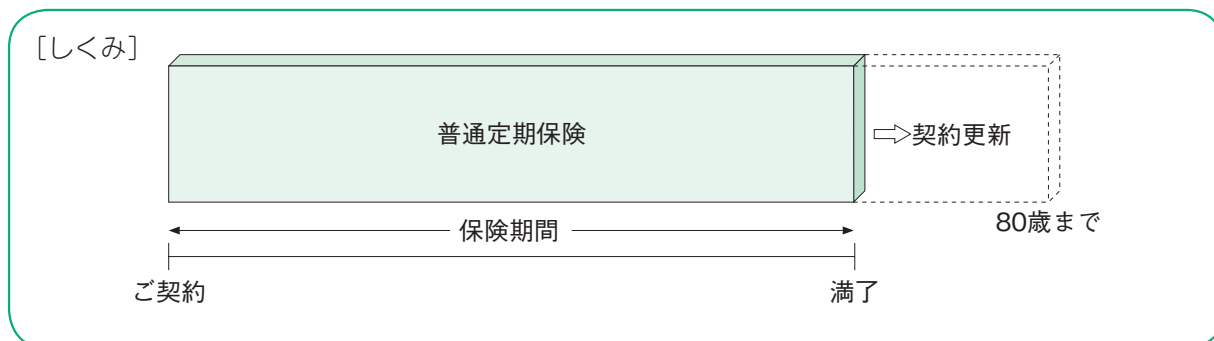 ［しくみ］
普通定期保険
⇨契約更新
80歳まで
保険期間
ご契約
満了